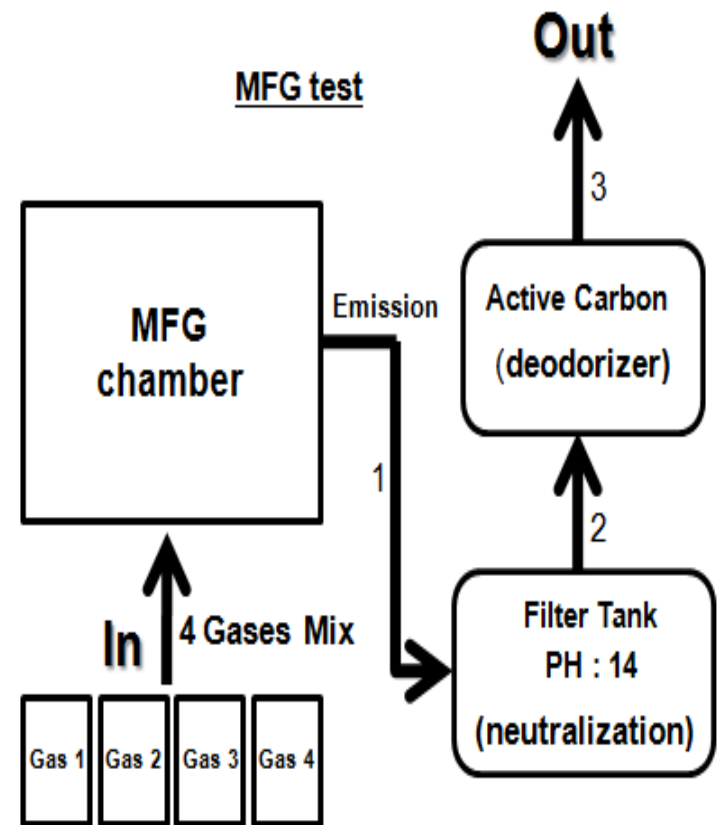 Out
MFG test
3
Emission
MFG
chamber
Active Carbon
(deodorizer)
1
2
In
4 Gases Mix
Filter Tank
PH : 14
(neutralization)
Gas 1
Gas 2
Gas 3
Gas 4